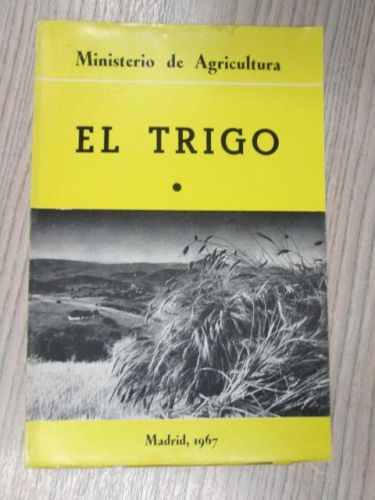 Ministerio de Agricultura
EL TRIGO
Madrid, 1967